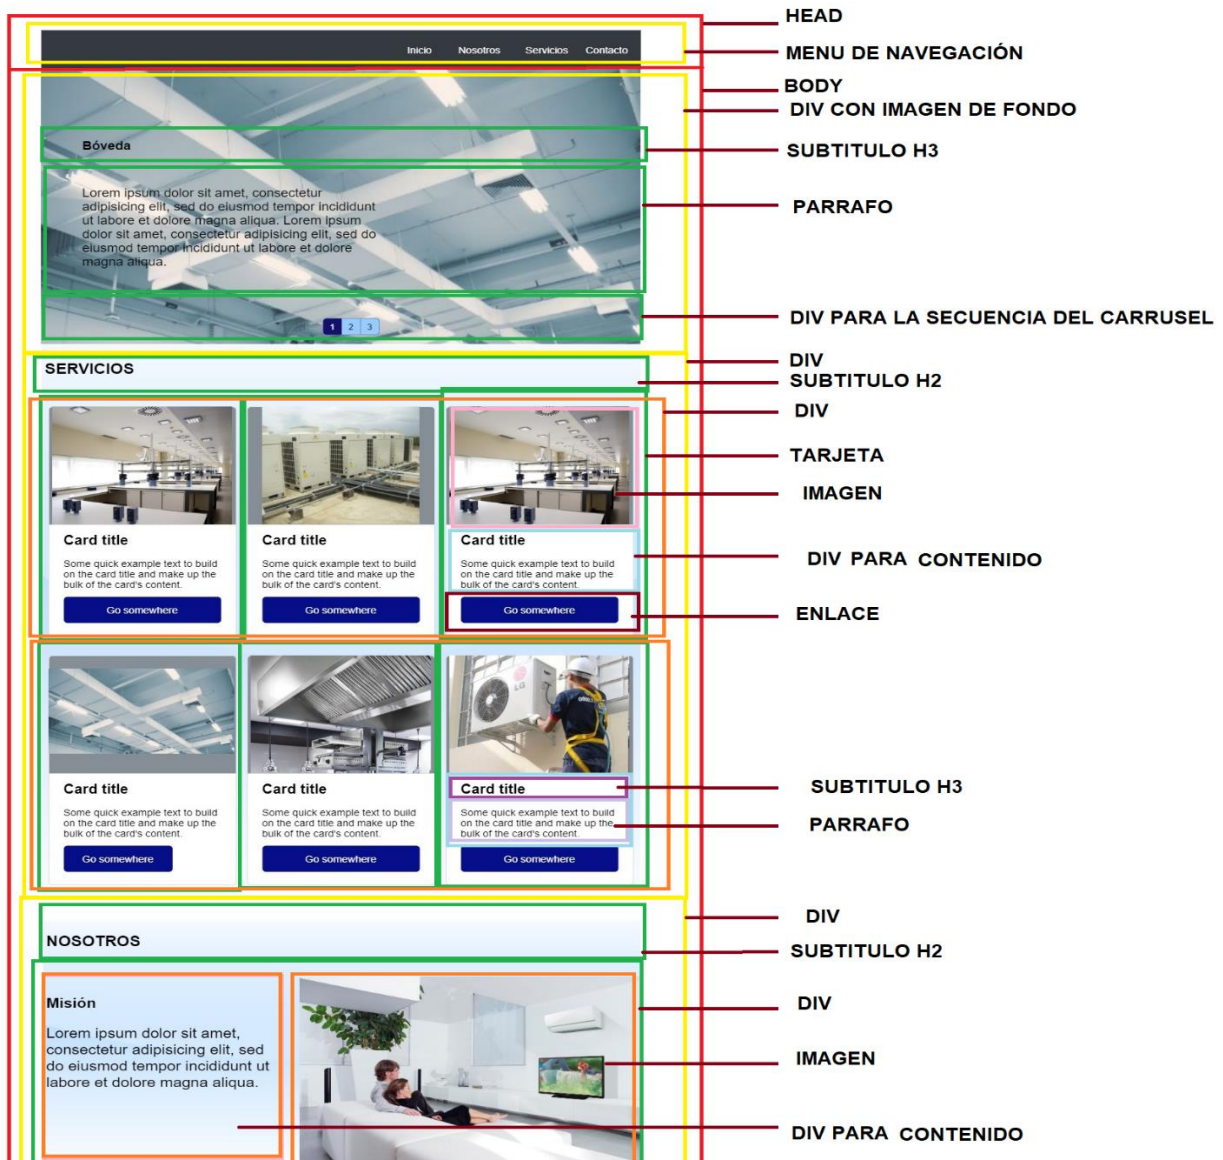 HEAD
Inicio Nosotros Servicios Contacto
MENU DE NAVEGACIÓN
BODY
DIV CON IMAGEN DE FONDO
Bóveda
SUBTITULO H3
Lorem ipsum dolor sit amet, consectetur
adipisicing elit, sed do eiusmod tempor incididunt
ut labore et dolore magna aliqua. Lorem ipsum
dolor sit amet, consectetur adipisicing elit, sed do
eiusmod tempor incididunt ut labore et dolore
magna aliqua.
PARRAFO
1 2 3
DIV PARA LA SECUENCIA DEL CARRUSEL
DIV
SERVICIOS
SUBTITULO H2
DIV
TARJETA
IMAGEN
Card title
Some quick example text to build
on the card title and make up the
bulk of the card's content.
Go somewhere
Card title
Some quick example text to build
on the card title and make up the
bulk of the card's content.
Go somewhere
Card title
Some quick example text to build
on the card title and make up the
bulk of the card's content.
Go somewhere
DIV PARA CONTENIDO
ENLACE
LG
Card title
Some quick example text to build
on the card title and make up the
bulk of the card's content.
Go somewhere
Card title
Some quick example text to build
on the card title and make up the
bulk of the card's content.
Go somewhere
Card title
Some quick example text to build
on the card title and make up the
bulk of the card's content.
Go somewhere
SUBTITULO H3
PARRAFO
DIV
NOSOTROS
SUBTITULO H2
Misión
Lorem ipsum dolor sit amet,
consectetur adipisicing elit, sed
do eiusmod tempor incididunt ut
labore et dolore magna aliqua.
DIV
IMAGEN
DIV PARA CONTENIDO